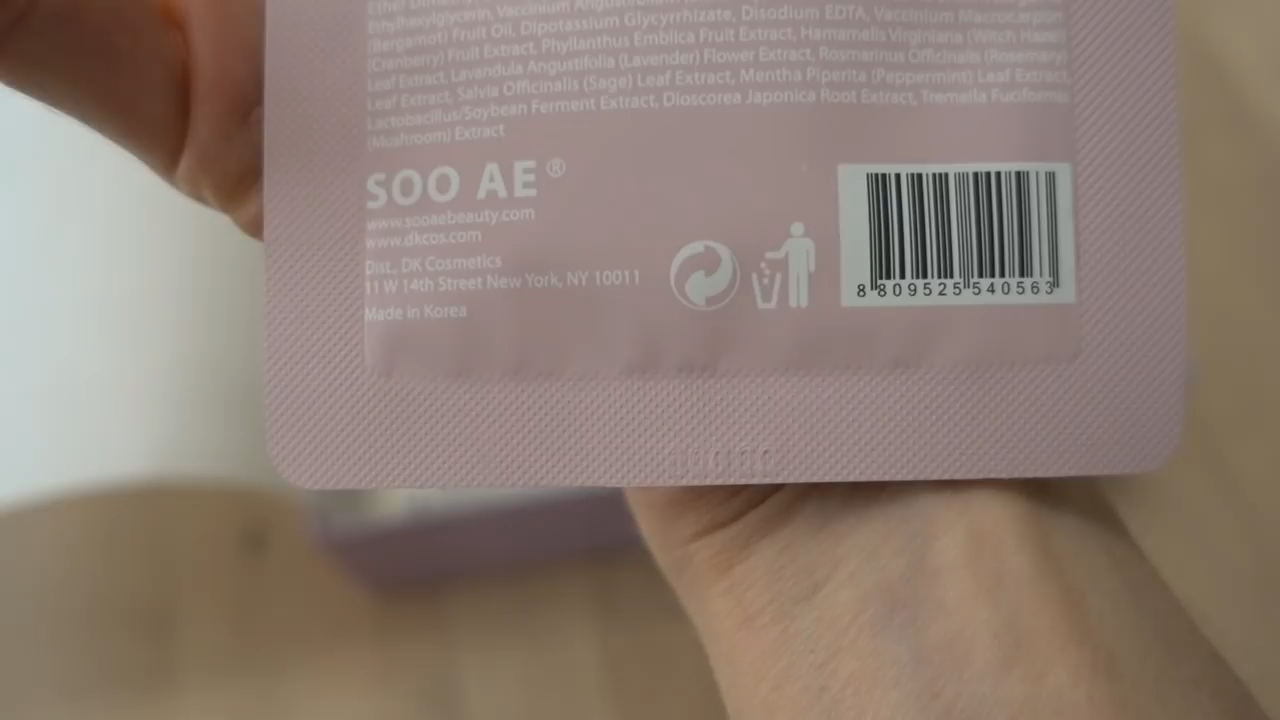 Ethylhexylglycerin, Vaccinium
(Bergamot) Fruit Oil, Dipotassium Glycyrrhizate, Disodium EDTA, Vaccinium Macrocarpon
(Cranberry) Fruit Extract, Phyllanthus Emblica Fruit Extract, Hamamelis Virginiana (Witch Hazel)
Leaf Extract, Lavandula Angustifolia (Lavender) Flower Extract, Rosmarinus Officinalis (Rosemary)
Leaf Extract, Salvia Officinalis (Sage) Leaf Extract, Mentha Piperita (Peppermint) Leaf Extract,
Lactobacillus/Soybean Ferment Extract, Dioscorea Japonica Root Extract, Tremella Fuciformis
(Mushroom) Extract
SOO AE®
www.sooaebeauty.com
www.dkcos.com
Dist., DK Cosmetics
11 W 14th Street New York, NY 10011
Made in Korea
8 809525 540563